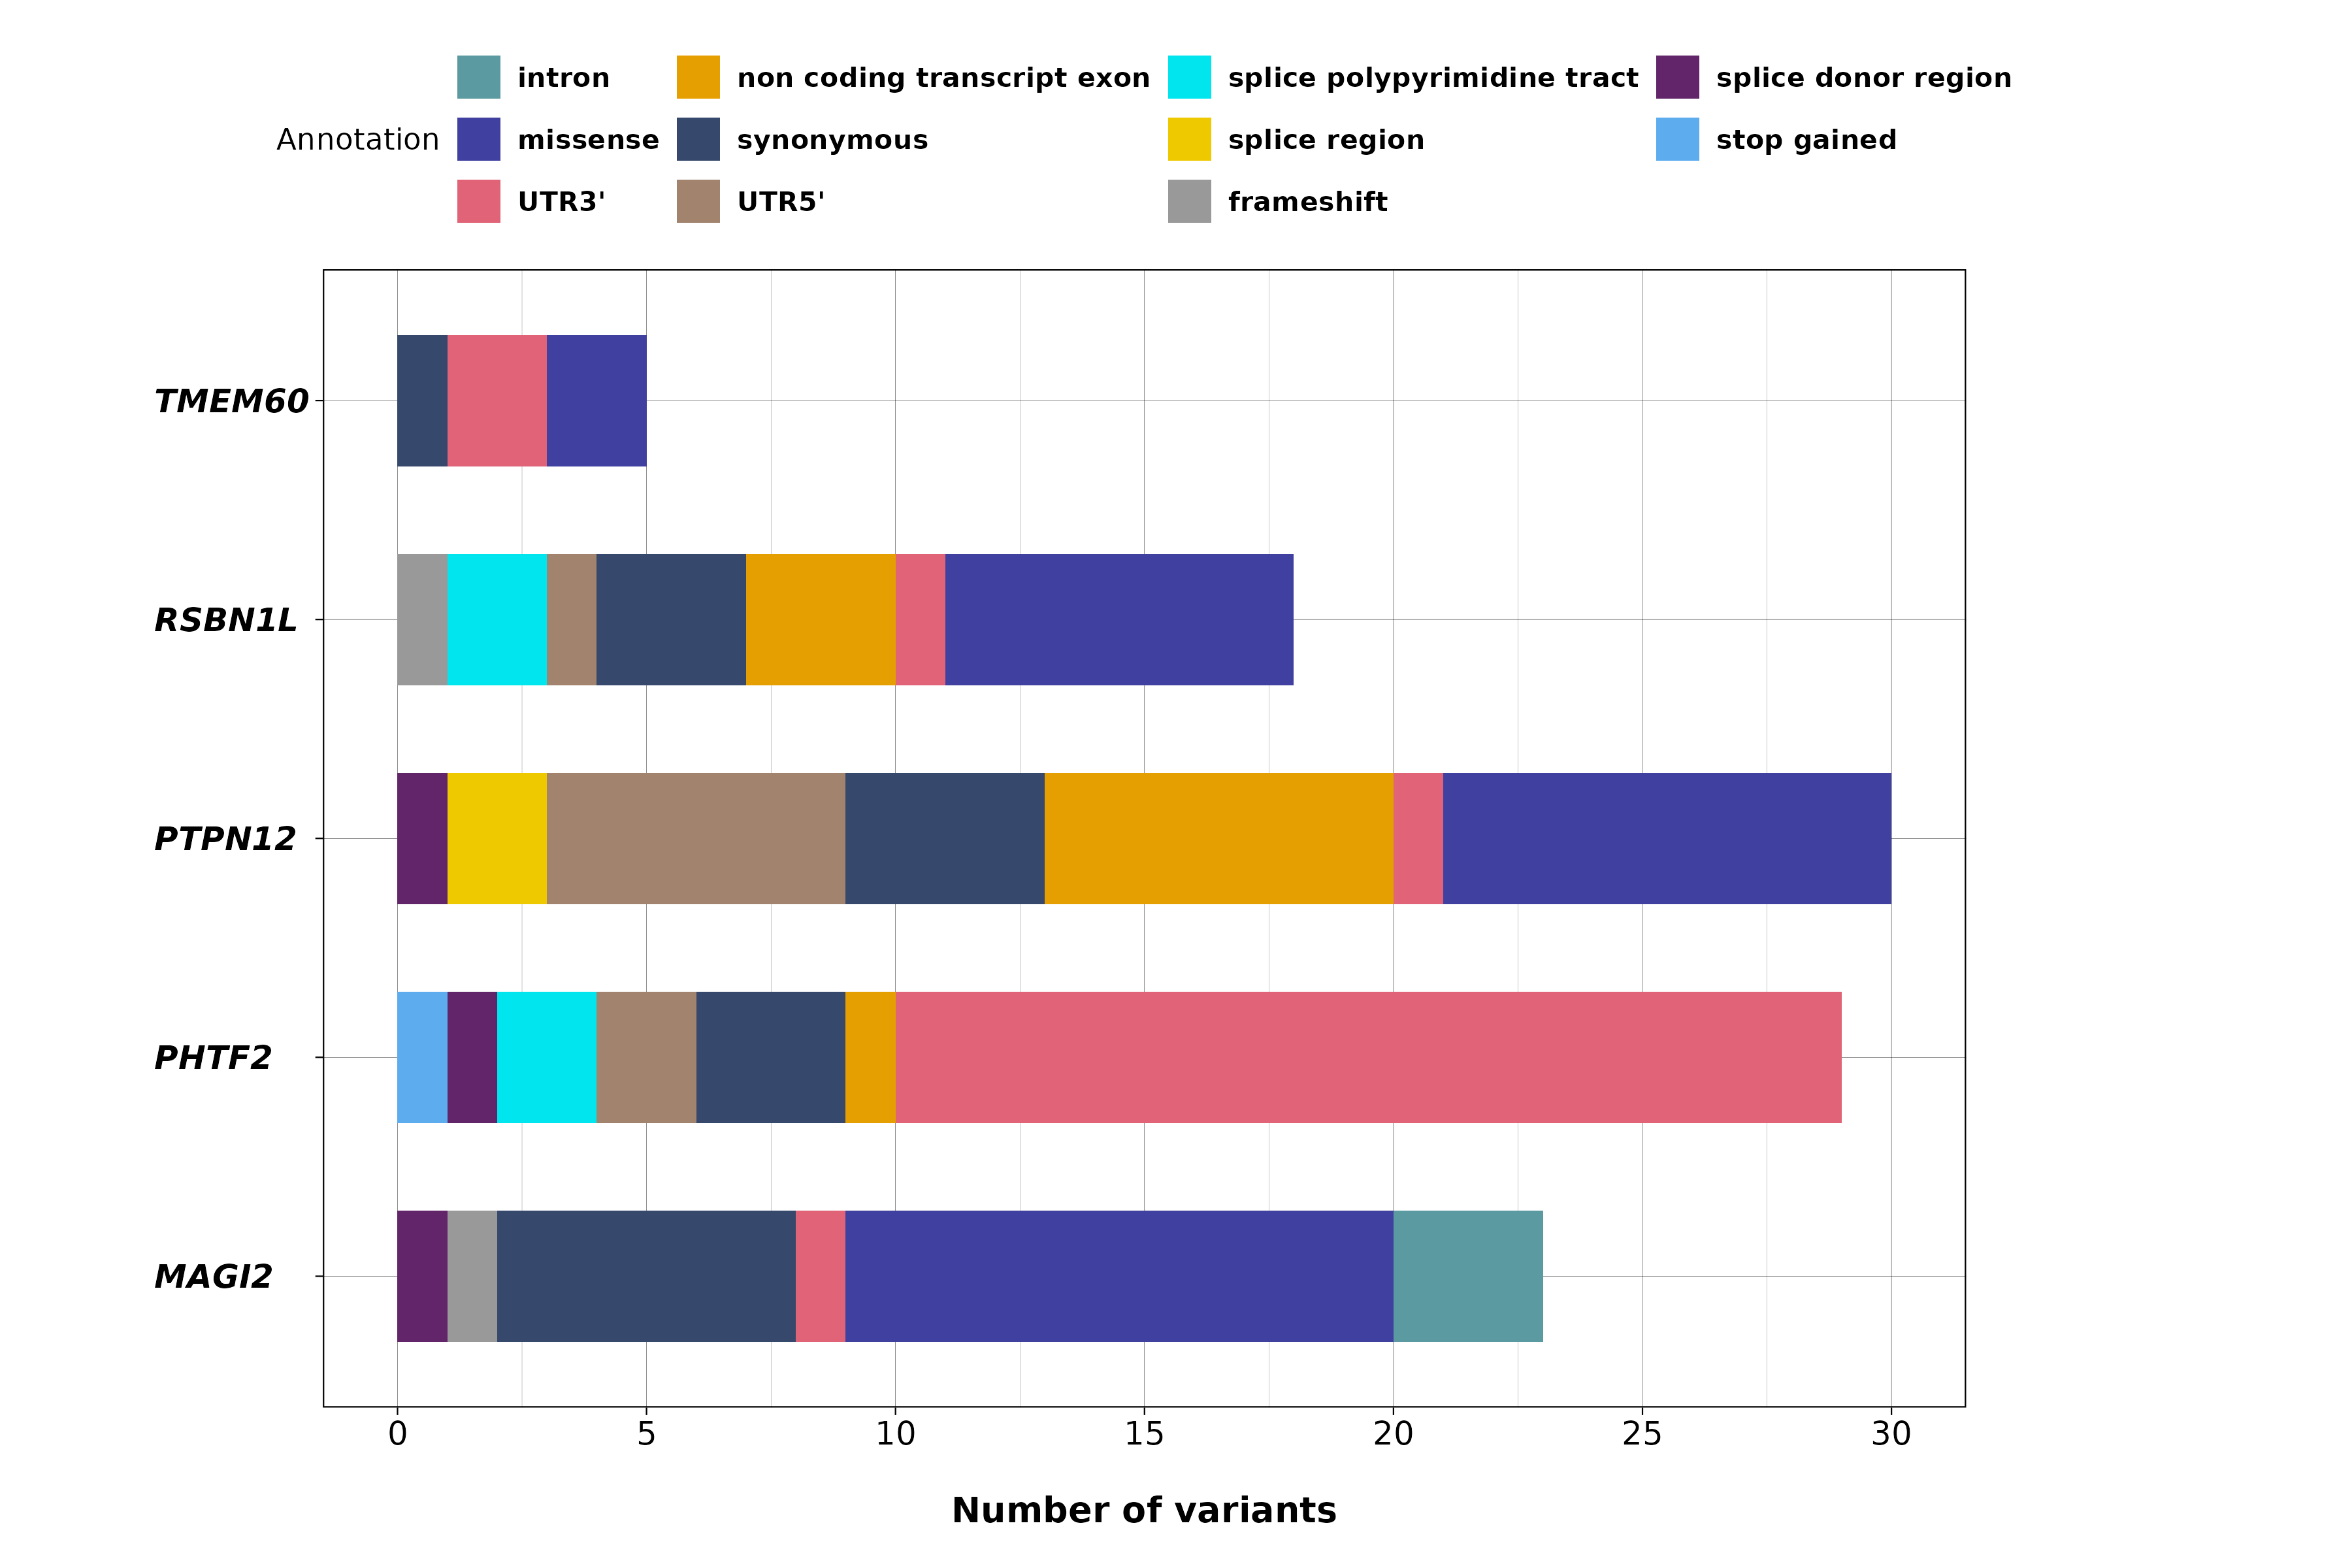 intron non coding transcript exon splice polypyrimidine tract splice donor region
Annotation missense synonymous splice region stop gained
UTR3' UTR5' frameshift
TMEM60
RSBN1L
PTPN12
PHTF2
MAGI2
0 5 10 15 20 25 30
Number of variants